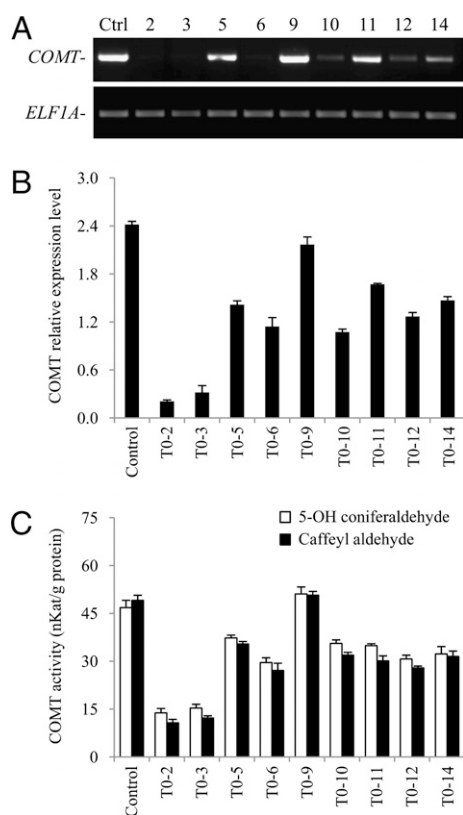 A
Ctrl 2 3 5 6 9 10 11 12 14
COMT-
ELF1A-
B
COMT relative expression level
3.0
2.4
1.8
1.2
0.6
0.0
Control T0-2 T0-3 T0-5 T0-6 T0-9 T0-10 T0-11 T0-12 T0-14
C
COMT activity (nKat/g protein)
75
60
45
30
15
0
5-OH coniferaldehyde
Caffeyl aldehyde
Control T0-2 T0-3 T0-5 T0-6 T0-9 T0-10 T0-11 T0-12 T0-14